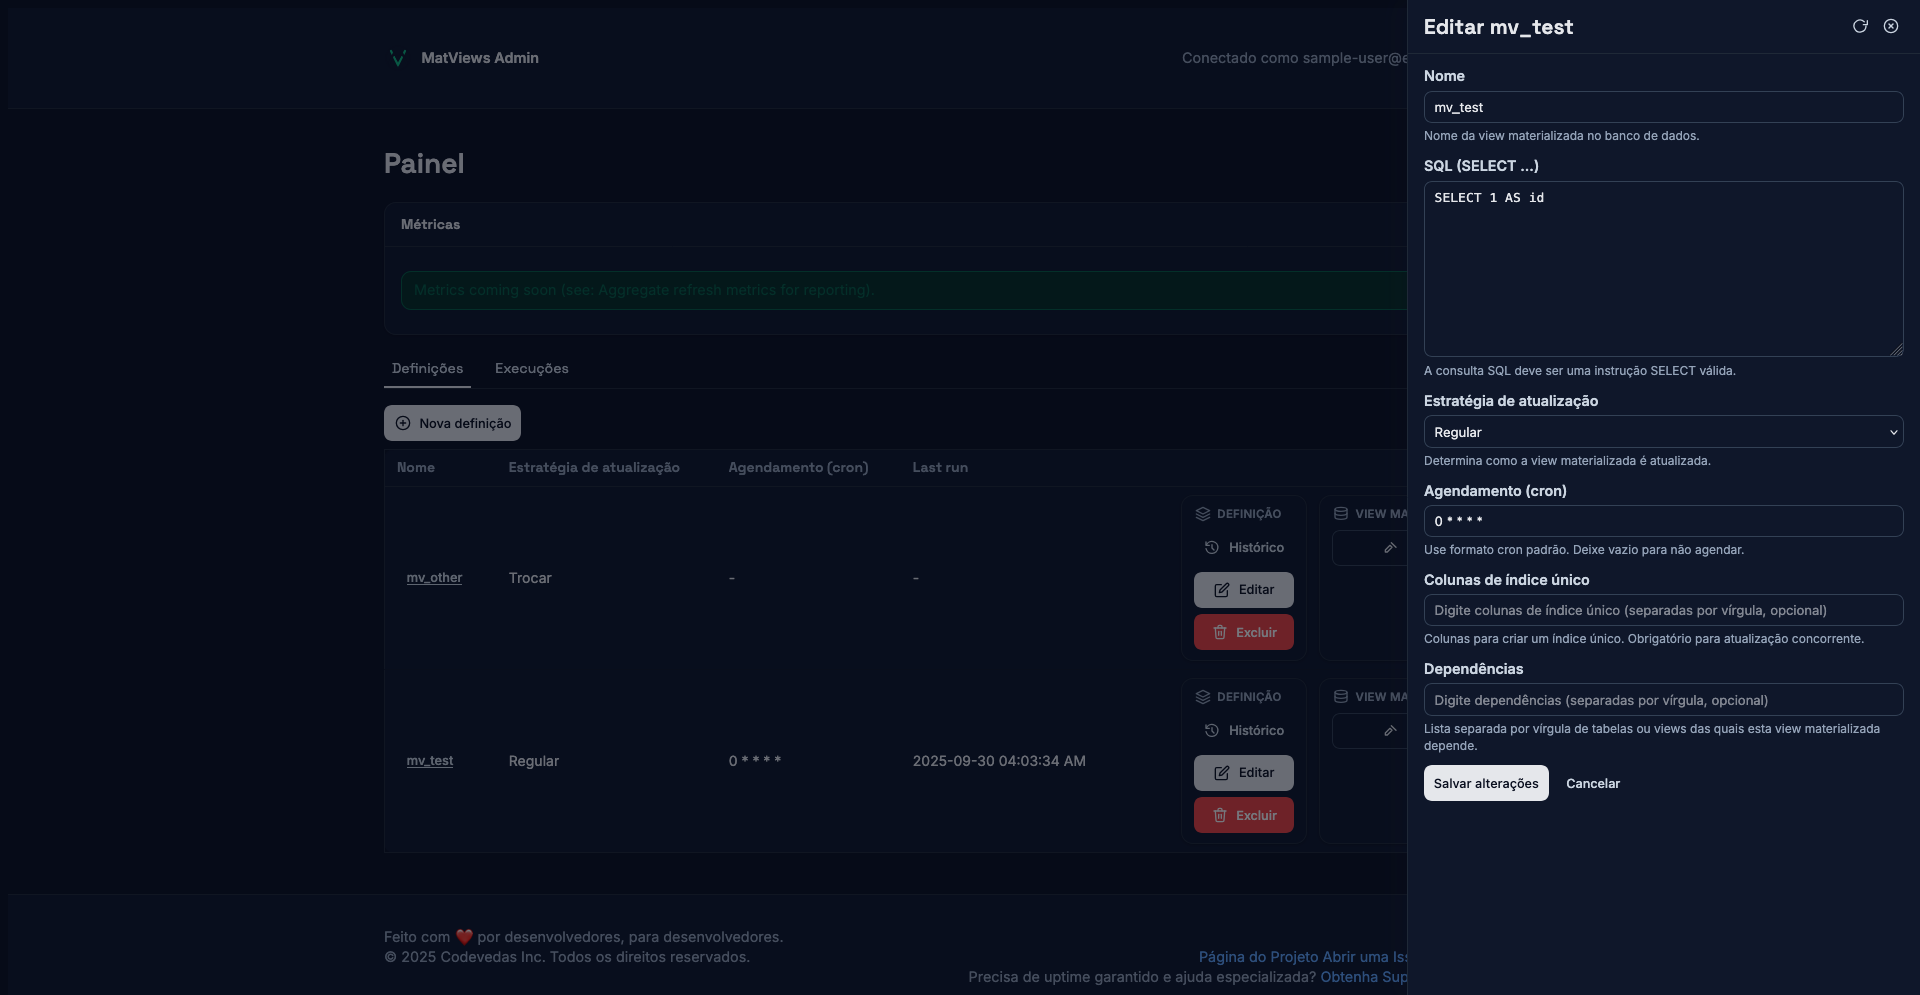 MatViews Admin
Conectado como sample-user@e
Painel
Métricas
Metrics coming soon (see: Aggregate refresh metrics for reporting).
Definições Execuções
Nova definição
Nome Estratégia de atualização Agendamento (cron) Last run
DEFINIÇÃO VIEW MA
Histórico
mv_other Trocar - -
Editar
Excluir
DEFINIÇÃO VIEW MA
Histórico
mv_test Regular 0 * * * * 2025-09-30 04:03:34 AM
Editar
Excluir
Feito com ❤️ por desenvolvedores, para desenvolvedores.
© 2025 Codevedas Inc. Todos os direitos reservados.
Página do Projeto Abrir uma Iss
Precisa de uptime garantido e ajuda especializada? Obtenha Sup
Editar mv_test
Nome
mv_test
Nome da view materializada no banco de dados.
SQL (SELECT ...)
SELECT 1 AS id
A consulta SQL deve ser uma instrução SELECT válida.
Estratégia de atualização
Regular
Determina como a view materializada é atualizada.
Agendamento (cron)
0 * * * *
Use formato cron padrão. Deixe vazio para não agendar.
Colunas de índice único
Digite colunas de índice único (separadas por vírgula, opcional)
Colunas para criar um índice único. Obrigatório para atualização concorrente.
Dependências
Digite dependências (separadas por vírgula, opcional)
Lista separada por vírgula de tabelas ou views das quais esta view materializada
depende.
Salvar alterações Cancelar